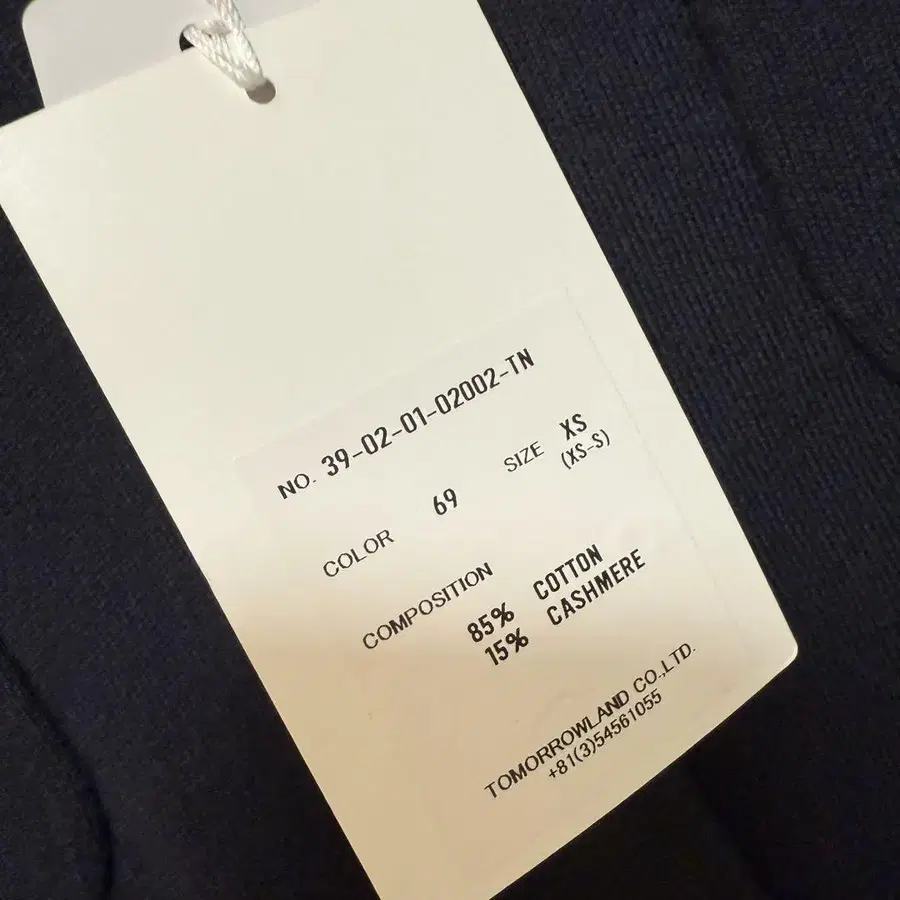 NO. 39-02-01-02002-TN
COLOR 69 SIZE XS
(XS-S)
COMPOSITION
85% COTTON
15% CASHMERE
TOMORROWLAND CO.,LTD.
+81(3)54561055